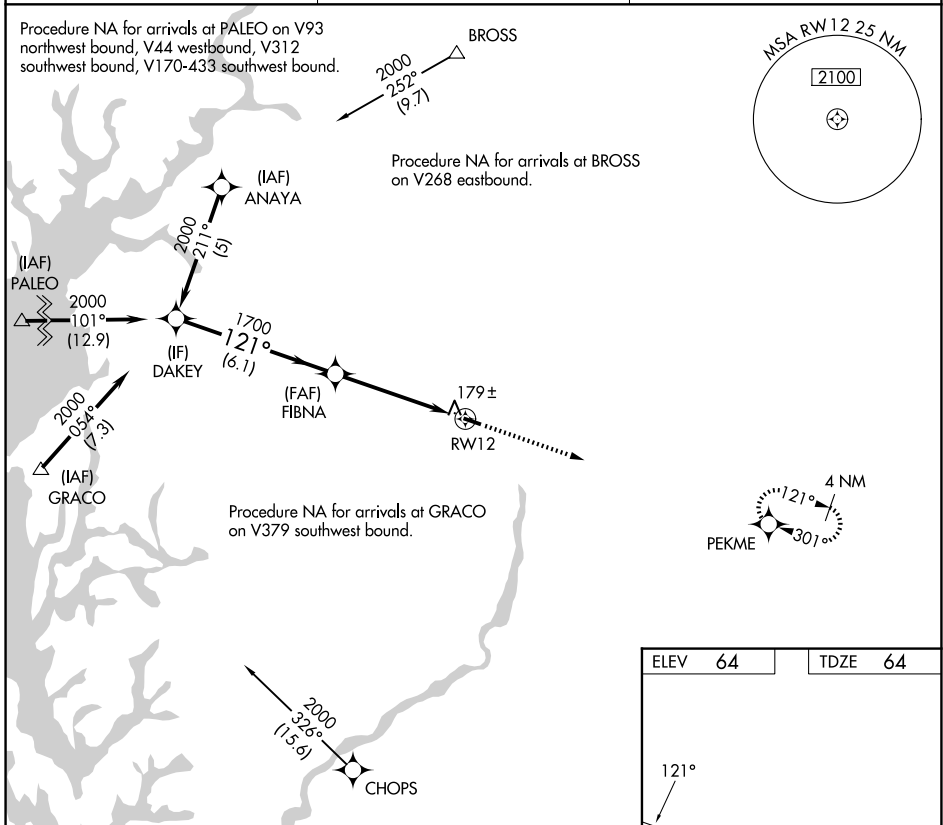 Procedure NA for arrivals at PALEO on V93
northwest bound, V44 westbound, V312
southwest bound, V170-433 southwest bound.
BROSS
2000
252°
(9.7)
MSA RW12 25 NM
2100
Procedure NA for arrivals at BROSS
on V268 eastbound.
(IAF)
ANAYA
2000
211°
(5)
(IAF)
PALEO
2000
101°
(12.9)
(IF)
DAKEY
1700
121°
(6.1)
(FAF)
FIBNA
179±
RW12
2000
054°
(7.3)
(IAF)
GRACO
Procedure NA for arrivals at GRACO
on V379 southwest bound.
4 NM
121°
301°
PEKME
2000
326°
(15.6)
CHOPS
ELEV 64
TDZE 64
121°